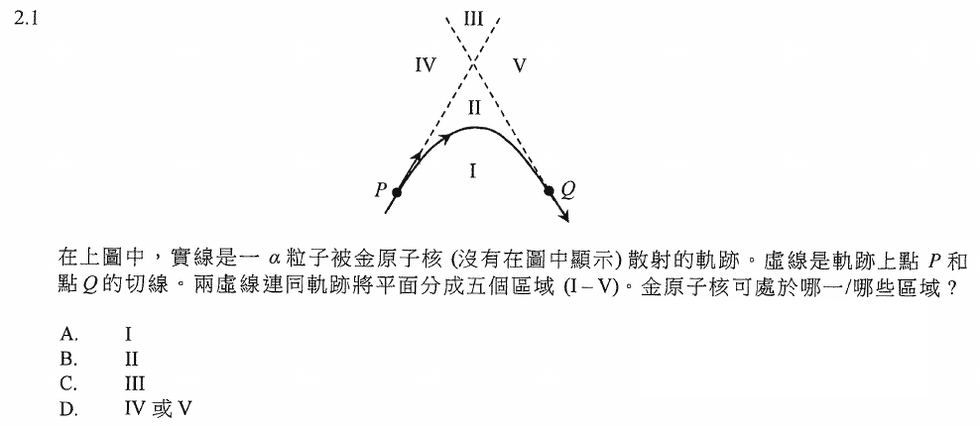 2.1
III
IV
V
II
I
P
Q
在上圖中，實線是一 α 粒子被金原子核 (沒有在圖中顯示) 散射的軌跡。虛線是軌跡上點 P 和
點 Q 的切線。兩虛線連同軌跡將平面分成五個區域 (I – V)。金原子核可處於哪一/哪些區域？
A. I
B. II
C. III
D. IV 或 V